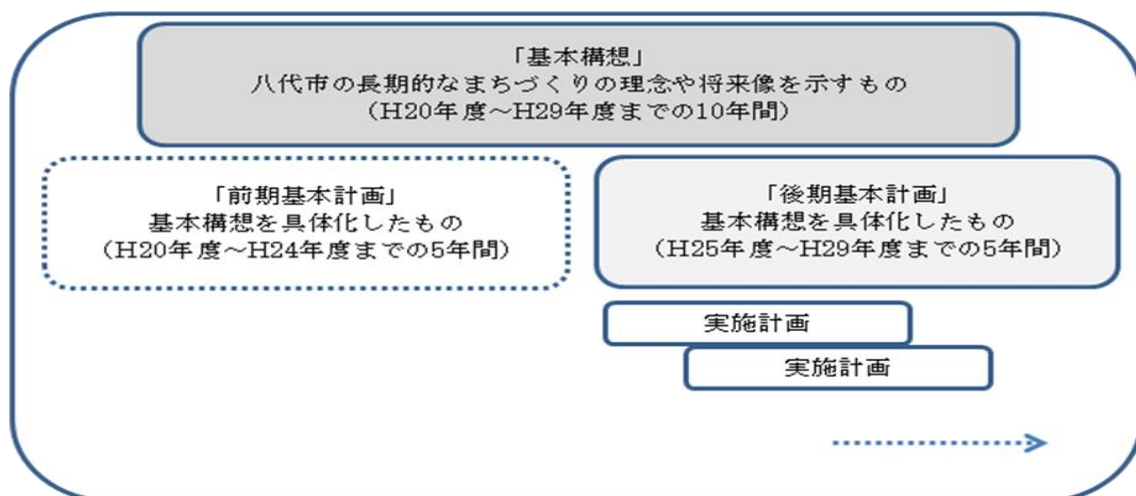 「基本構想」
八代市の長期的なまちづくりの理念や将来像を示すもの
（H20年度～H29年度までの10年間）
「前期基本計画」
基本構想を具体化したもの
（H20年度～H24年度までの5年間）
「後期基本計画」
基本構想を具体化したもの
（H25年度～H29年度までの5年間）
実施計画
実施計画